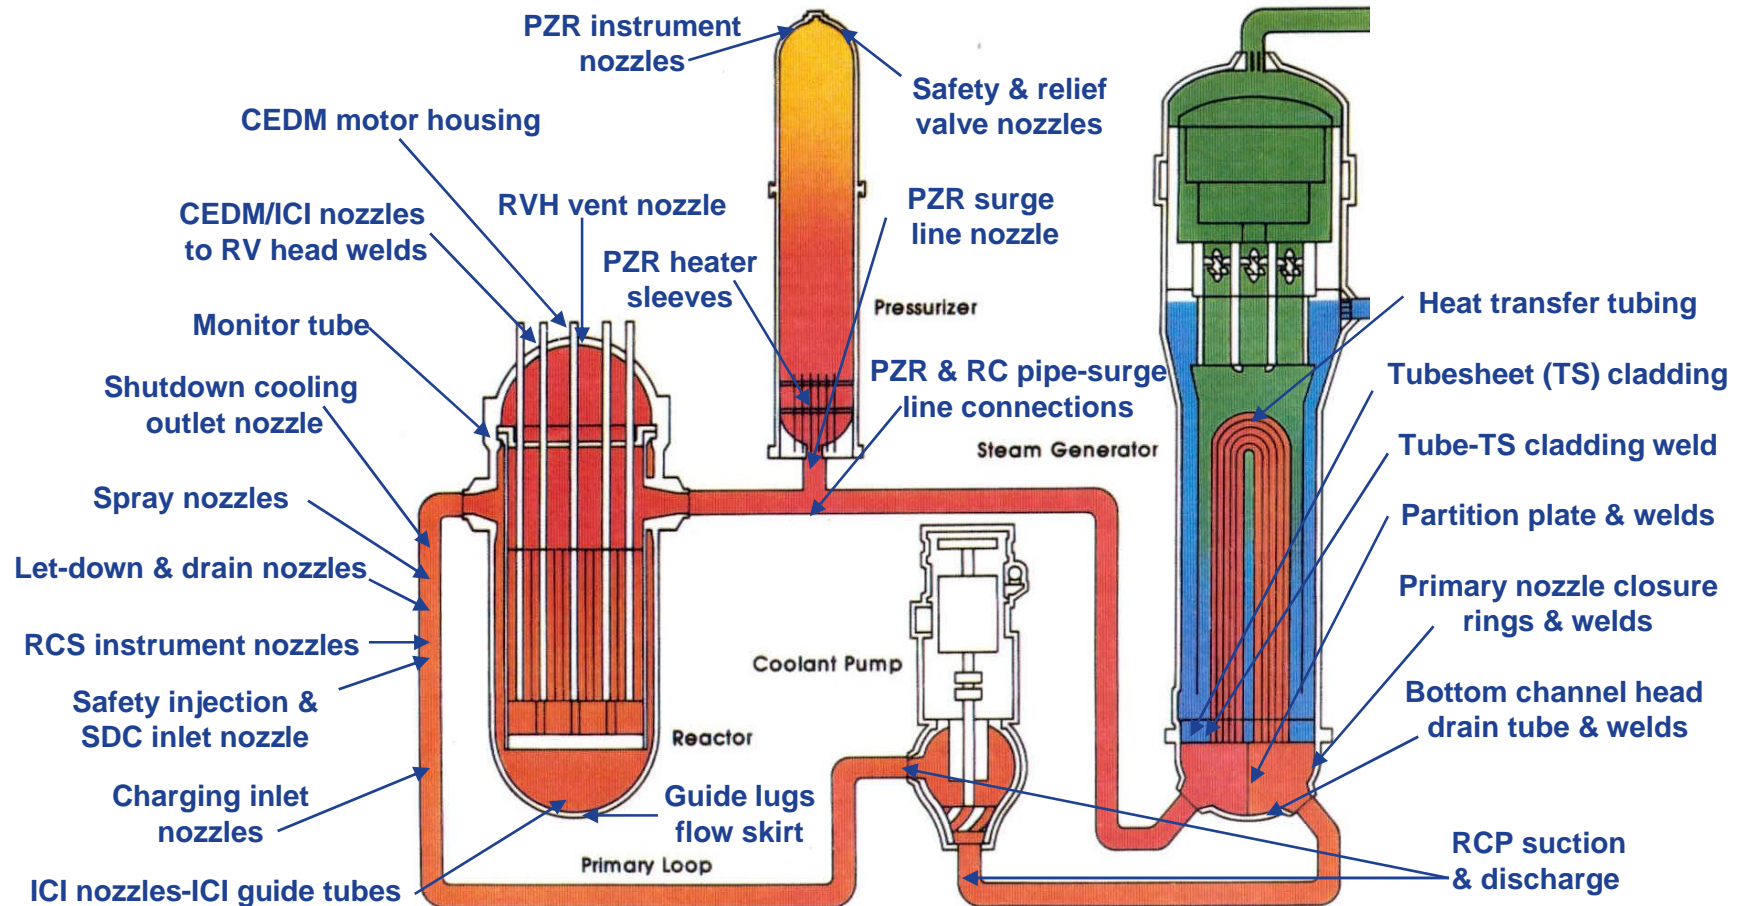 PZR instrument
nozzles
Safety & relief
valve nozzles
CEDM motor housing
CEDM/ICI nozzles
to RV head welds
RVH vent nozzle
PZR surge
line nozzle
PZR heater
sleeves
Pressurizer
Heat transfer tubing
Monitor tube
Shutdown cooling
outlet nozzle
PZR & RC pipe-surge
line connections
Tubesheet (TS) cladding
Steam Generator
Tube-TS cladding weld
Spray nozzles
Partition plate & welds
Let-down & drain nozzles
Primary nozzle closure
rings & welds
RCS instrument nozzles
Coolant Pump
Safety injection &
SDC inlet nozzle
Bottom channel head
drain tube & welds
Reactor
Charging inlet
nozzles
Guide lugs
flow skirt
RCP suction
& discharge
Primary Loop
ICI nozzles-ICI guide tubes